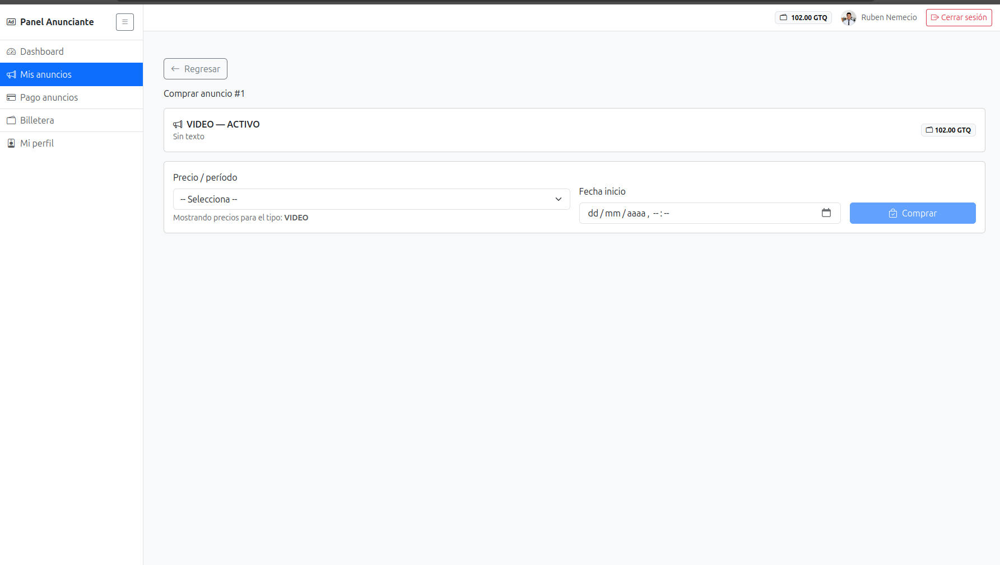 Ad Panel Anunciante
102.00 GTQ
Ruben Nemecio
Cerrar sesión
Dashboard
Mis anuncios
Pago anuncios
Billetera
Mi perfil
Regresar
Comprar anuncio #1
VIDEO — ACTIVO
Sin texto
102.00 GTQ
Precio / período
-- Selecciona --
Mostrando precios para el tipo: VIDEO
Fecha inicio
dd/mm/aaaa, --:--
Comprar